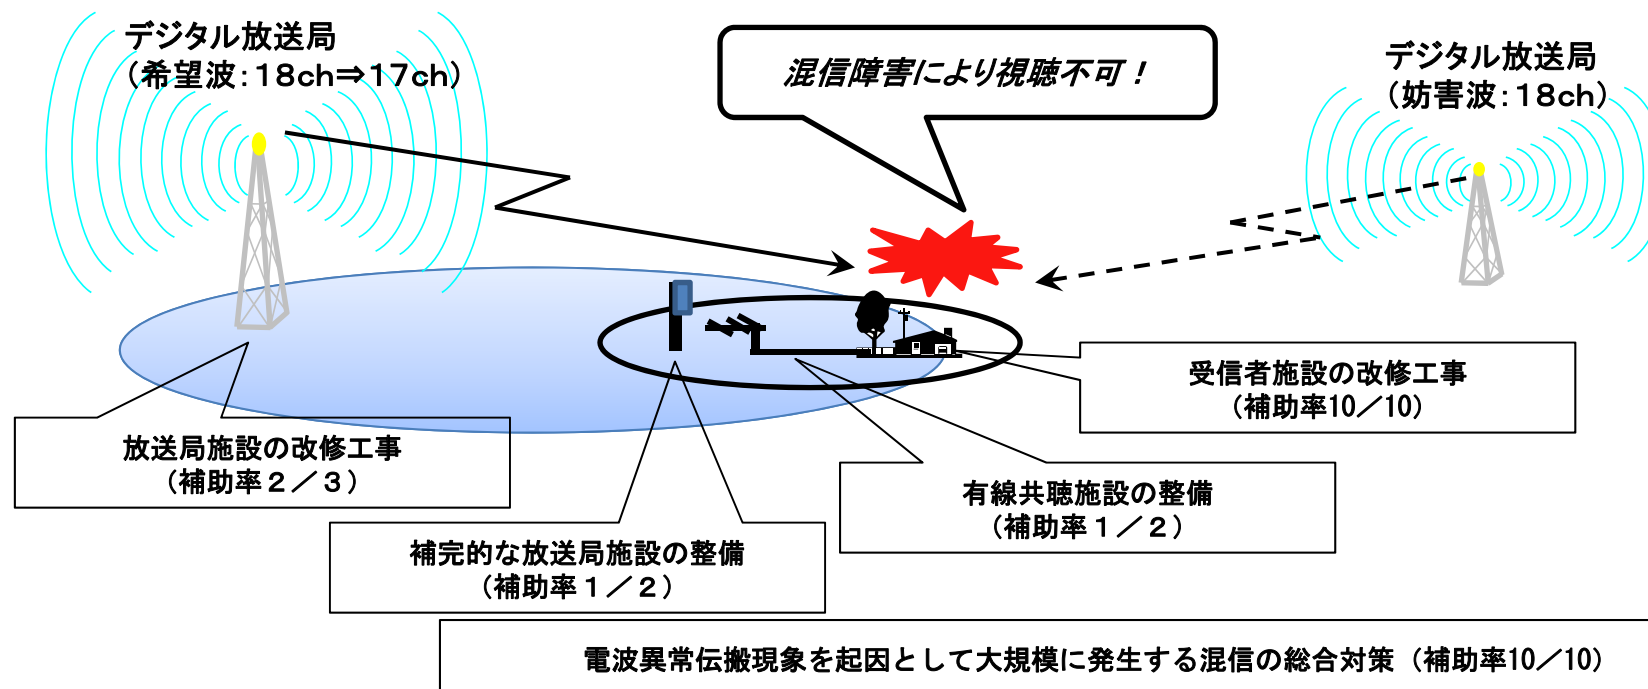 デジタル放送局
（希望波：18ch⇒17ch）
混信障害により視聴不可！
デジタル放送局
（妨害波：18ch）
受信者施設の改修工事
（補助率10／10）
放送局施設の改修工事
（補助率２／３）
有線共聴施設の整備
（補助率１／２）
補完的な放送局施設の整備
（補助率１／２）
電波異常伝搬現象を起因として大規模に発生する混信の総合対策（補助率10／10）